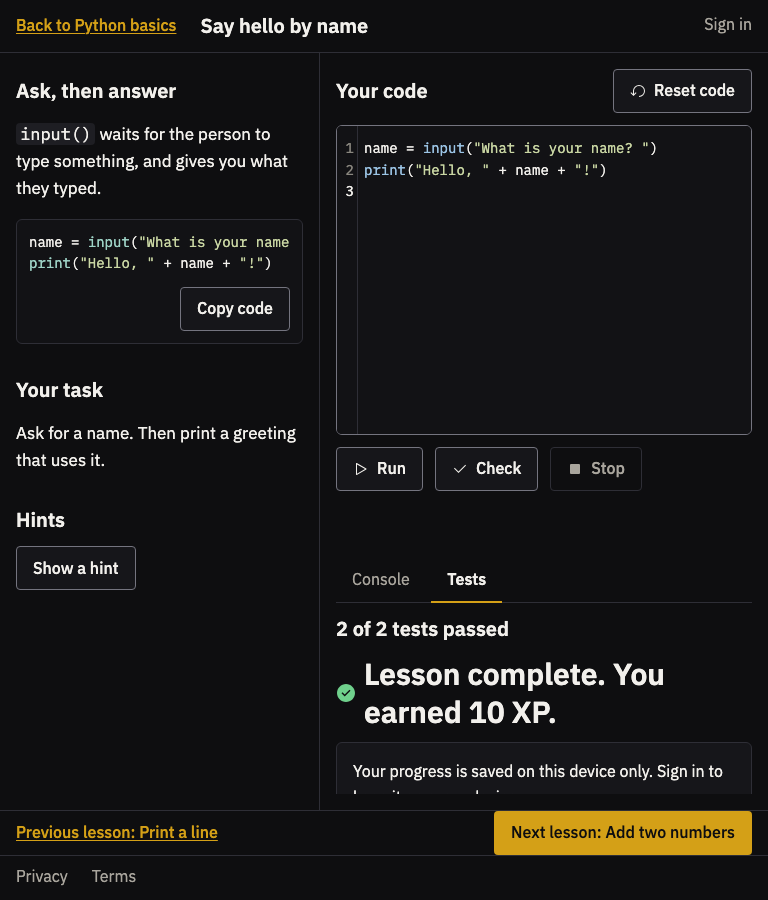 Back to Python basics
Say hello by name
Sign in
Ask, then answer
input() waits for the person to
type something, and gives you what
they typed.
name = input("What is your name
print("Hello, " + name + "!")
Copy code
Your task
Ask for a name. Then print a greeting
that uses it.
Hints
Show a hint
Your code
Reset code
1 name = input("What is your name? ")
2 print("Hello, " + name + "!")
3
Run
Check
Stop
Console
Tests
2 of 2 tests passed
Lesson complete. You
earned 10 XP.
Your progress is saved on this device only. Sign in to
Previous lesson: Print a line
Next lesson: Add two numbers
Privacy
Terms